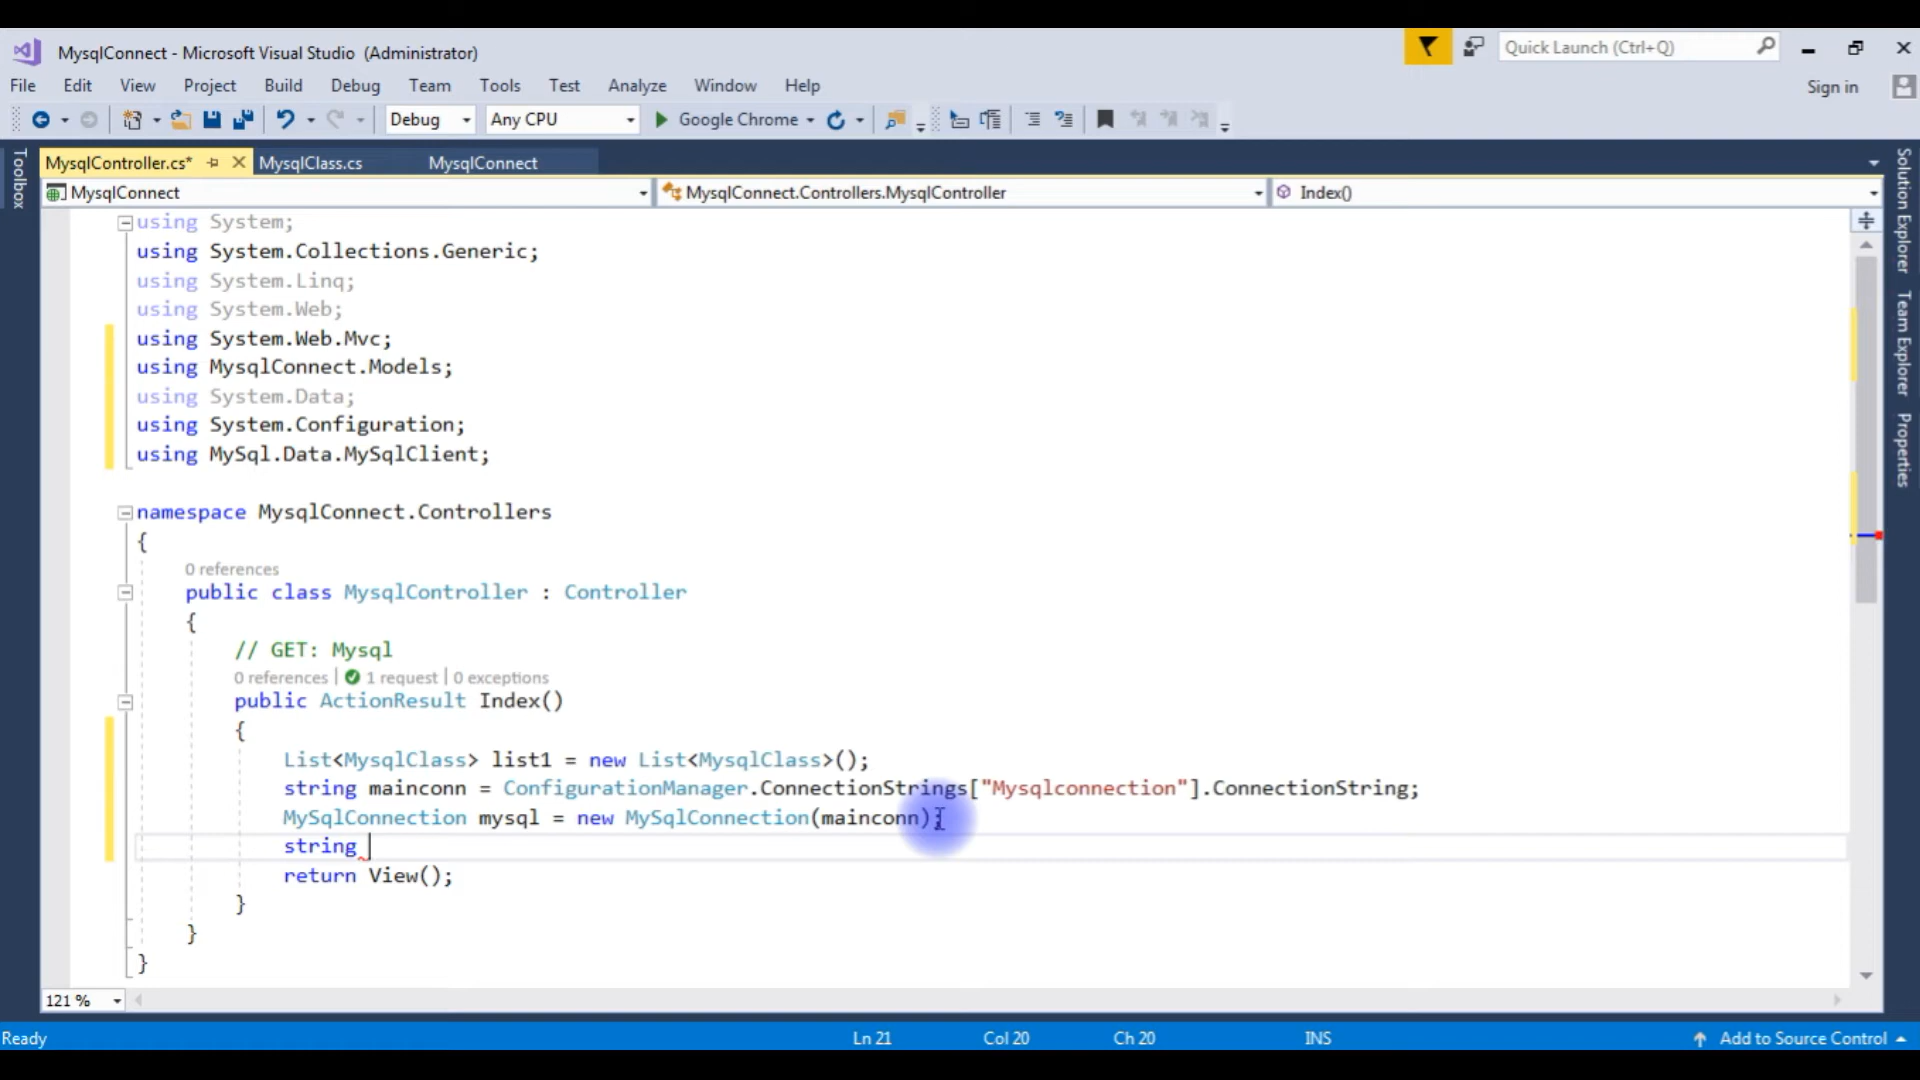 MysqlConnect - Microsoft Visual Studio (Administrator)
Quick Launch (Ctrl+Q)
File Edit View Project Build Debug Team Tools Test Analyze Window Help
Sign in
Debug Any CPU Google Chrome
MysqlController.cs* MysqlClass.cs MysqlConnect
MysqlConnect MysqlConnect.Controllers.MysqlController Index()
Toolbox
Solution Explorer
Team Explorer
Properties
using System;
using System.Collections.Generic;
using System.Linq;
using System.Web;
using System.Web.Mvc;
using MysqlConnect.Models;
using System.Data;
using System.Configuration;
using MySql.Data.MySqlClient;
namespace MysqlConnect.Controllers
{
0 references
public class MysqlController : Controller
{
// GET: Mysql
0 references | 1 request | 0 exceptions
public ActionResult Index()
{
List<MysqlClass> list1 = new List<MysqlClass>();
string mainconn = ConfigurationManager.ConnectionStrings["Mysqlconnection"].ConnectionString;
MySqlConnection mysql = new MySqlConnection(mainconn);
string
return View();
}
}
}
121 %
Ready Ln 21 Col 20 Ch 20 INS Add to Source Control